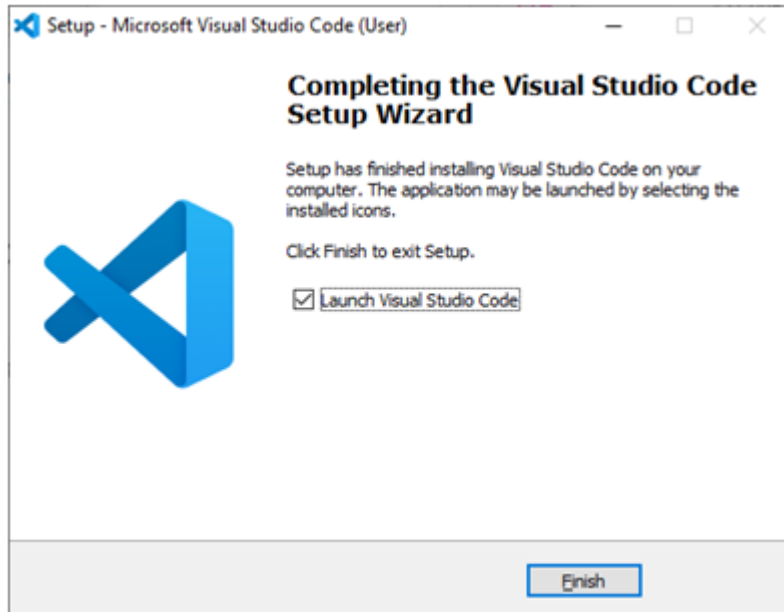 Setup - Microsoft Visual Studio Code (User)
Completing the Visual Studio Code
Setup Wizard
Setup has finished installing Visual Studio Code on your
computer. The application may be launched by selecting the
installed icons.
Click Finish to exit Setup.
Launch Visual Studio Code
Finish